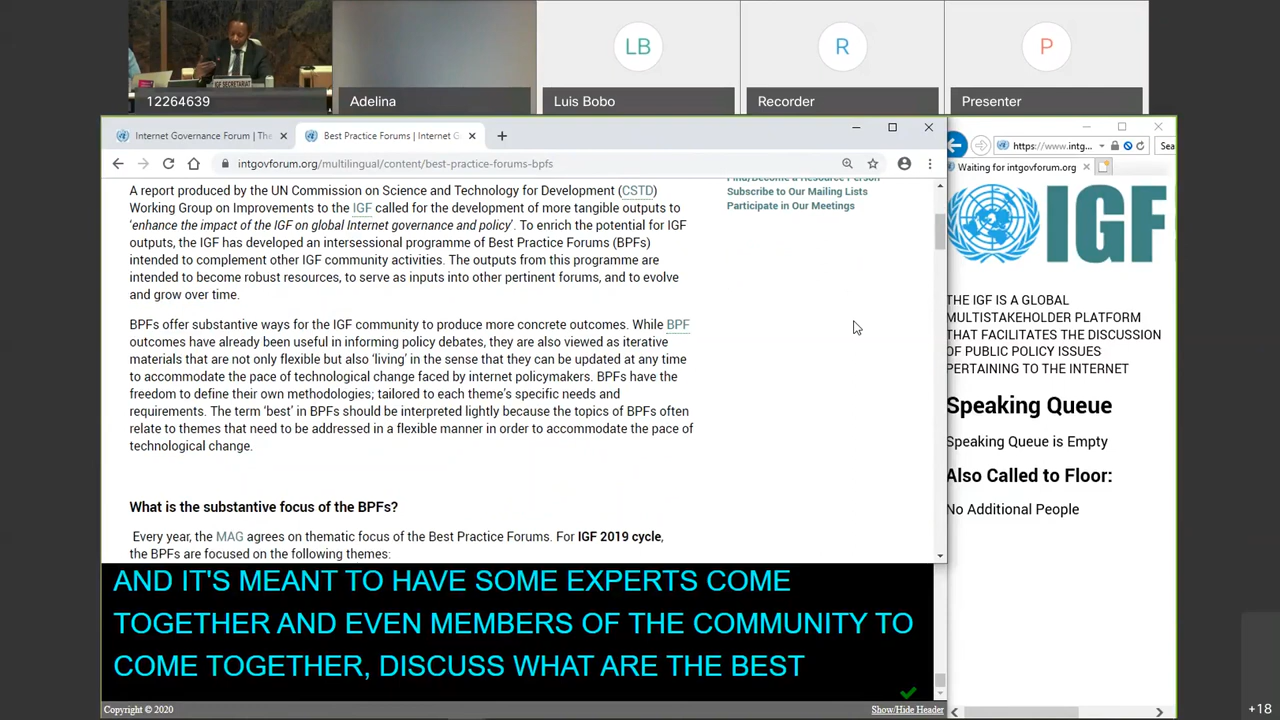 IGF SECRETARIAT
LB
R
P
12264639
Adelina
Luis Bobo
Recorder
Presenter
Internet Governance Forum | The
Best Practice Forums | Internet G
intgovforum.org/multilingual/content/best-practice-forums-bpfs
Find/Become a Resource Person
Subscribe to Our Mailing Lists
Participate in Our Meetings
A report produced by the UN Commission on Science and Technology for Development (CSTD)
Working Group on Improvements to the IGF called for the development of more tangible outputs to
'enhance the impact of the IGF on global Internet governance and policy'. To enrich the potential for IGF
outputs, the IGF has developed an intersessional programme of Best Practice Forums (BPFs)
intended to complement other IGF community activities. The outputs from this programme are
intended to become robust resources, to serve as inputs into other pertinent forums, and to evolve
and grow over time.
BPFs offer substantive ways for the IGF community to produce more concrete outcomes. While BPF
outcomes have already been useful in informing policy debates, they are also viewed as iterative
materials that are not only flexible but also 'living' in the sense that they can be updated at any time
to accommodate the pace of technological change faced by internet policymakers. BPFs have the
freedom to define their own methodologies; tailored to each theme's specific needs and
requirements. The term 'best' in BPFs should be interpreted lightly because the topics of BPFs often
relate to themes that need to be addressed in a flexible manner in order to accommodate the pace of
technological change.
What is the substantive focus of the BPFs?
Every year, the MAG agrees on thematic focus of the Best Practice Forums. For IGF 2019 cycle,
the BPFs are focused on the following themes:
AND IT'S MEANT TO HAVE SOME EXPERTS COME
TOGETHER AND EVEN MEMBERS OF THE COMMUNITY TO
COME TOGETHER, DISCUSS WHAT ARE THE BEST
Copyright © 2020
Show/Hide Header
https://www.intg...
Sea
Waiting for intgovforum.org
IGF
THE IGF IS A GLOBAL
MULTISTAKEHOLDER PLATFORM
THAT FACILITATES THE DISCUSSION
OF PUBLIC POLICY ISSUES
PERTAINING TO THE INTERNET
Speaking Queue
Speaking Queue is Empty
Also Called to Floor:
No Additional People
+18